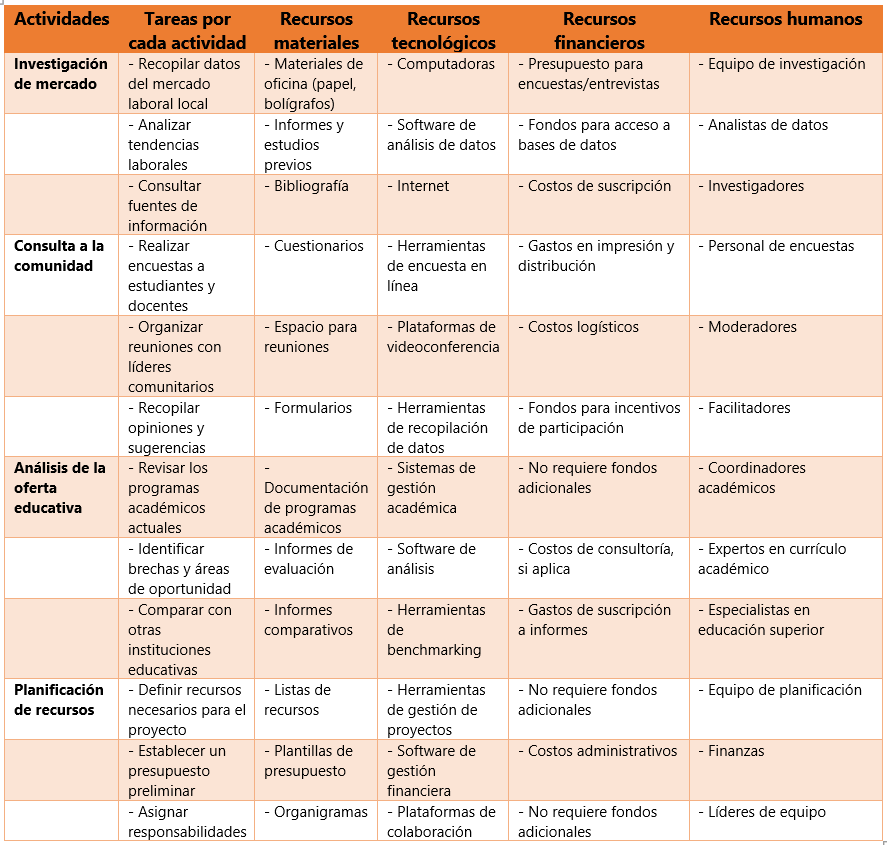 Actividades
Tareas por
cada actividad
Recursos
materiales
Recursos
tecnológicos
Recursos
financieros
Recursos humanos
Investigación
de mercado
- Recopilar datos
del mercado
laboral local
- Materiales de
oficina (papel,
bolígrafos)
- Computadoras
- Presupuesto para
encuestas/entrevistas
- Equipo de investigación
- Analizar
tendencias
laborales
- Informes y
estudios
previos
- Software de
análisis de datos
- Fondos para acceso a
bases de datos
- Analistas de datos
- Consultar
fuentes de
información
- Bibliografía
- Internet
- Costos de suscripción
- Investigadores
Consulta a la
comunidad
- Realizar
encuestas a
estudiantes y
docentes
- Cuestionarios
- Herramientas
de encuesta en
línea
- Gastos en impresión y
distribución
- Personal de encuestas
- Organizar
reuniones con
líderes
comunitarios
- Espacio para
reuniones
- Plataformas de
videoconferencia
- Costos logísticos
- Moderadores
- Recopilar
opiniones y
sugerencias
- Formularios
- Herramientas
de recopilación
de datos
- Fondos para incentivos
de participación
- Facilitadores
Análisis de la
oferta
educativa
- Revisar los
programas
académicos
actuales
-
Documentación
de programas
académicos
- Sistemas de
gestión
académica
- No requiere fondos
adicionales
- Coordinadores
académicos
- Identificar
brechas y áreas
de oportunidad
- Informes de
evaluación
- Software de
análisis
- Costos de consultoría,
si aplica
- Expertos en currículo
académico
- Comparar con
otras
instituciones
educativas
- Informes
comparativos
- Herramientas
de
benchmarking
- Gastos de suscripción
a informes
- Especialistas en
educación superior
Planificación
de recursos
- Definir recursos
necesarios para el
proyecto
- Listas de
recursos
- Herramientas
de gestión de
proyectos
- No requiere fondos
adicionales
- Equipo de planificación
- Establecer un
presupuesto
preliminar
- Plantillas de
presupuesto
- Software de
gestión
financiera
- Costos administrativos
- Finanzas
- Asignar
responsabilidades
- Organigramas
- Plataformas de
colaboración
- No requiere fondos
adicionales
- Líderes de equipo